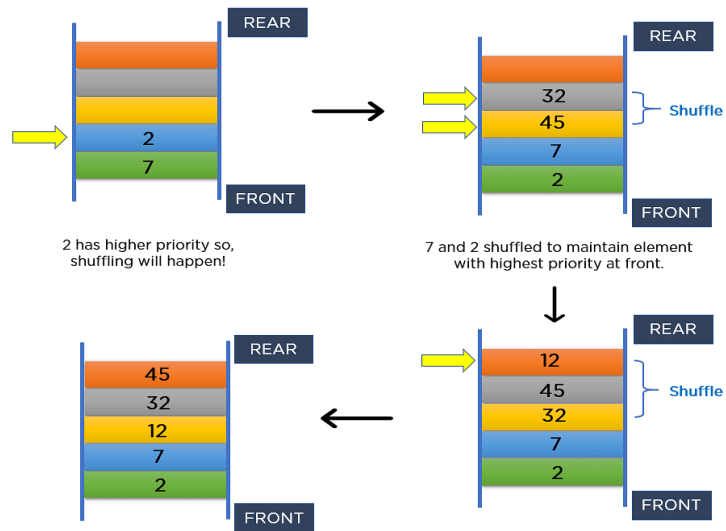 REAR
2
7
FRONT
2 has higher priority so,
shuffling will happen!
REAR
32
45
Shuffle
7
2
FRONT
7 and 2 shuffled to maintain element
with highest priority at front.
REAR
12
45
Shuffle
32
7
2
FRONT
REAR
45
32
12
7
2
FRONT